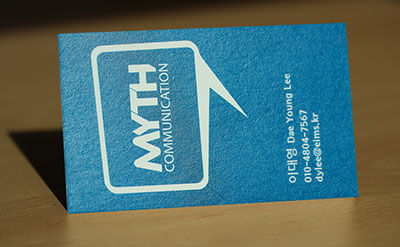 MYTH
COMMUNICATION
이대영 Dae Young Lee
010-4804-7567
dylee@elms.kr